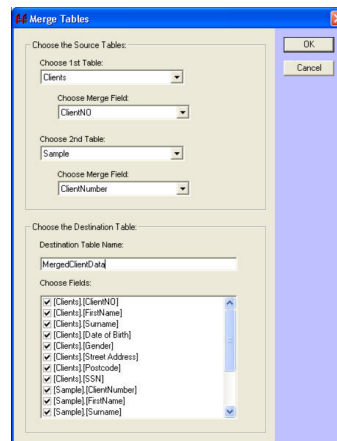 Merge Tables
Choose the Source Tables:
OK
Choose 1st Table:
Cancel
Clients
Choose Merge Field:
ClientNO
Choose 2nd Table:
Sample
Choose Merge Field:
ClientNumber
Choose the Destination Table:
Destination Table Name:
MergedClientData
Choose Fields:
[Clients].[ClientNO]
[Clients].[FirstName]
[Clients].[Surname]
[Clients].[Date of Birth]
[Clients].[Gender]
[Clients].[Street Address]
[Clients].[Postcode]
[Clients].[SSN]
[Sample].[ClientNumber]
[Sample].[FirstName]
[Sample].[Surname]